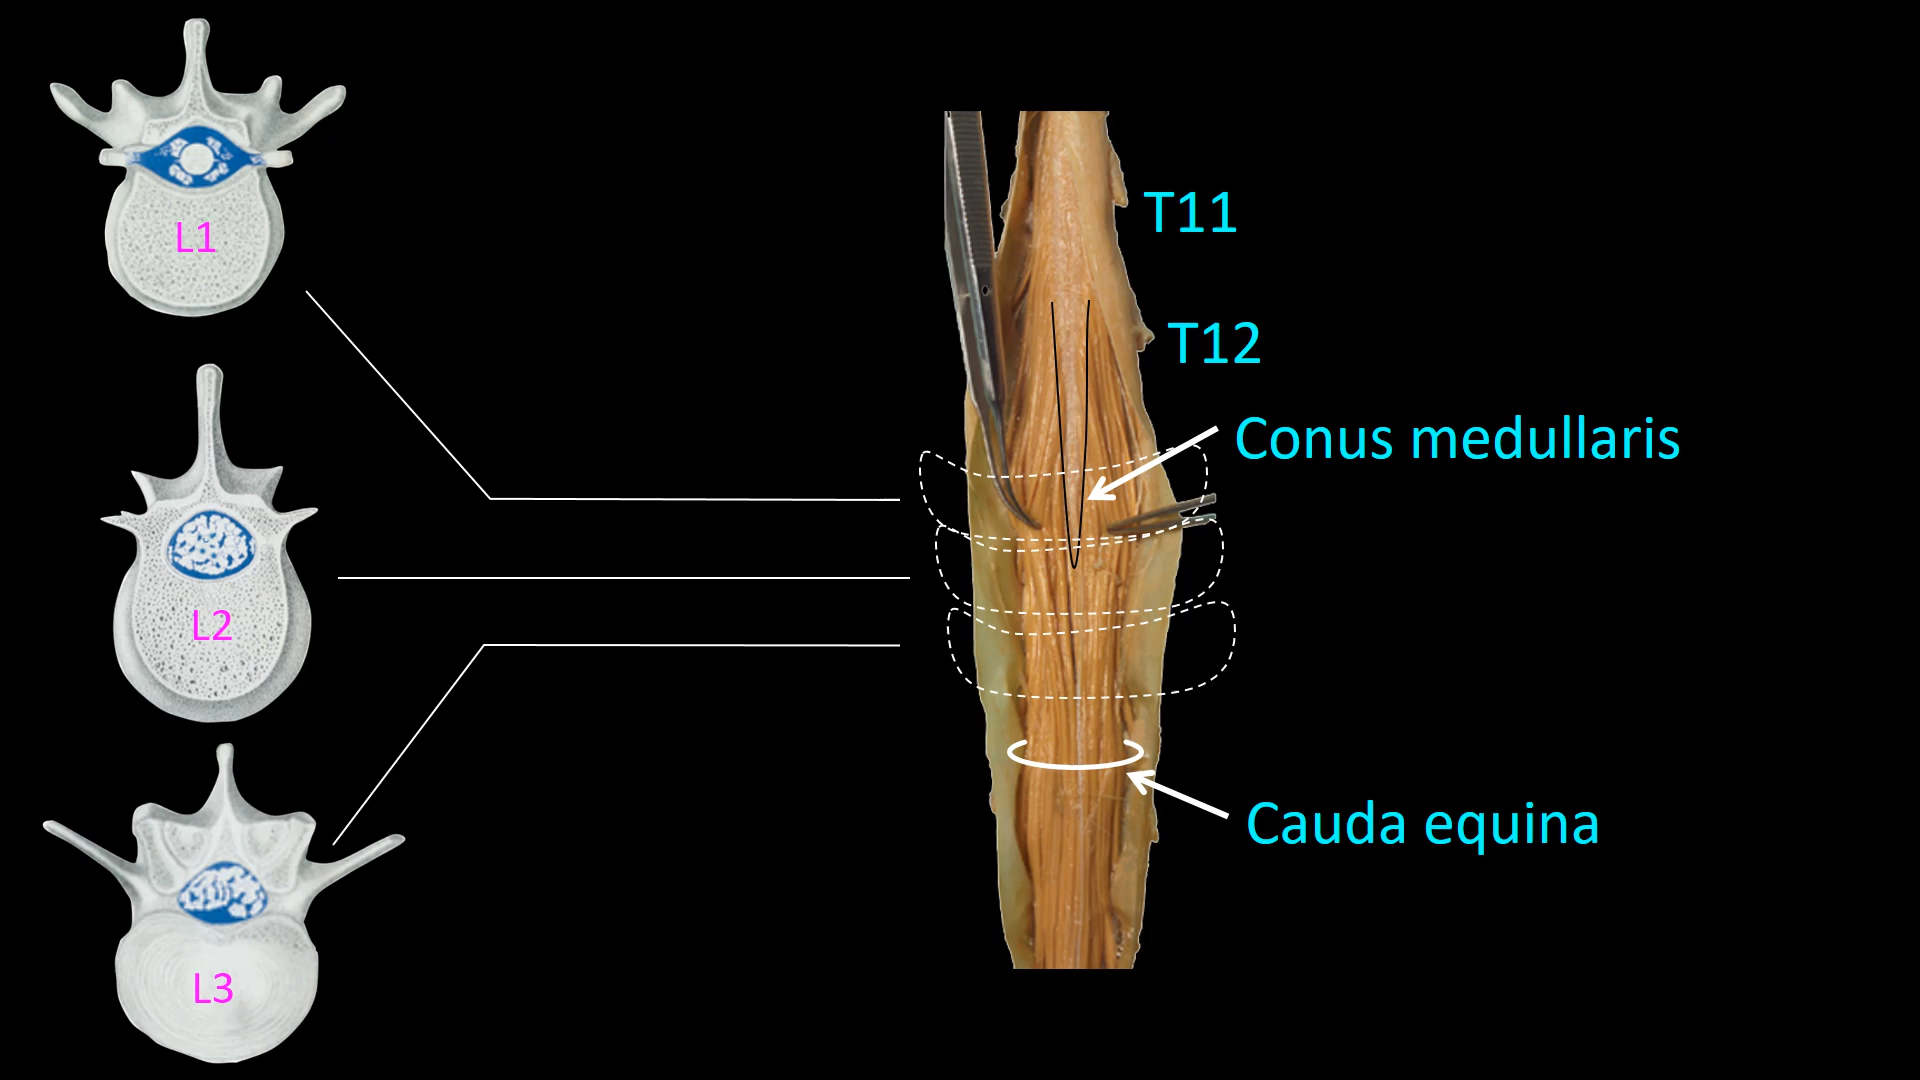 L1
L2
L3
T11
T12
Conus medullaris
Cauda equina